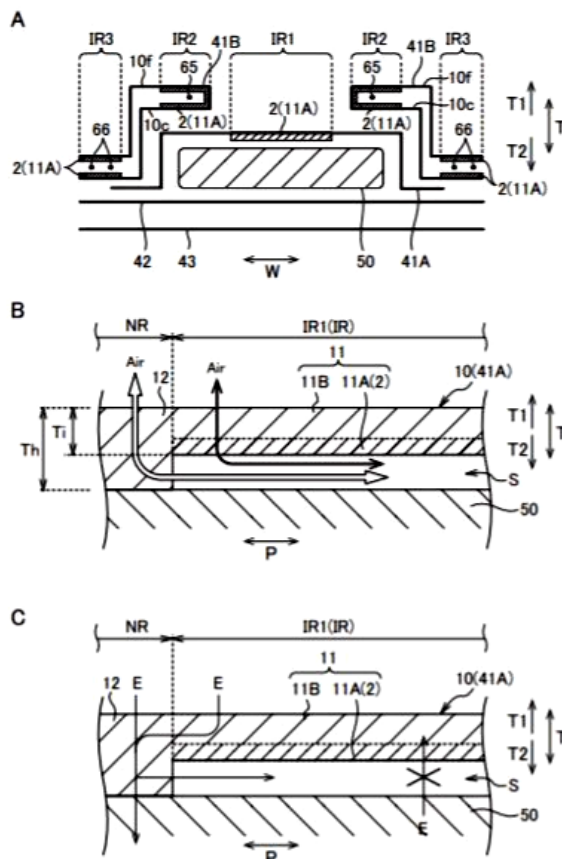 A
IR3 IR2 IR1 IR2 IR3
10f 65 41B 65 41B 10f
66 10c 2(11A) 2(11A) 2(11A) 10c 66 T1
T
T2
2(11A) 2(11A)
42 43 W 50 41A
B
NR IR1(IR)
Air Air 11
12 11B 11A(2) 10(41A)
Th Ti T1 T
T2
S
50
P
C
NR IR1(IR)
11
12 E E 11B 11A(2) 10(41A)
T1 T
T2
S
E 50
P